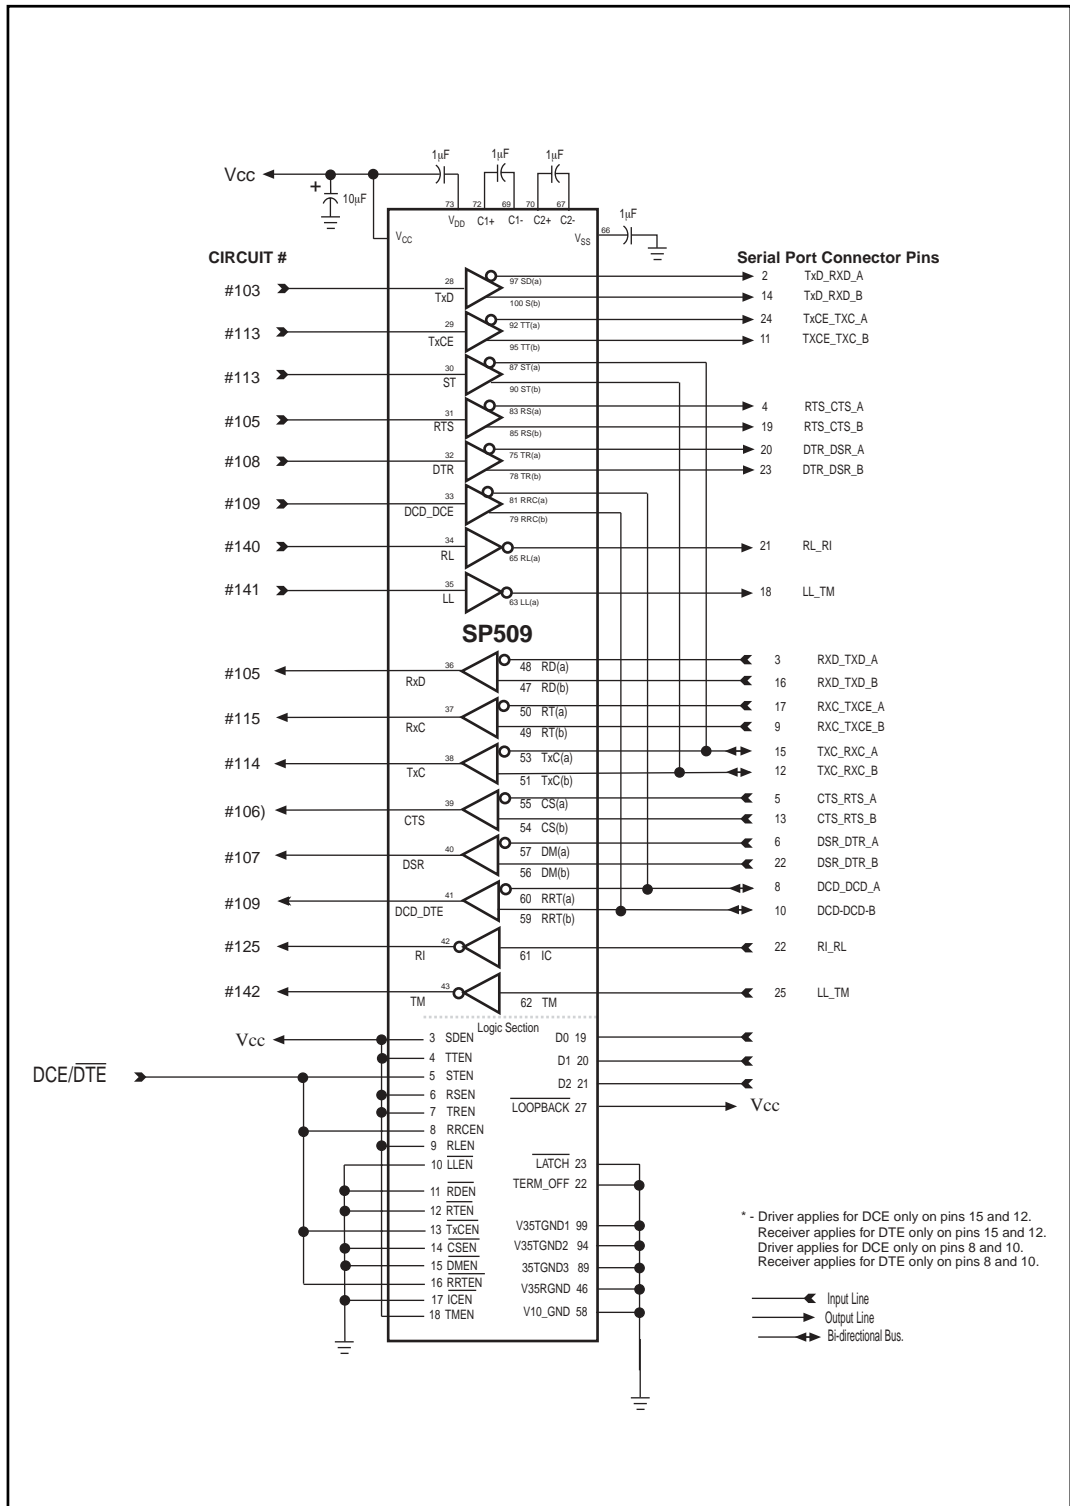 1µF
1µF
1µF
Vcc
+
10µF
73
72
69
70
67
1µF
VDD
C1+
C1-
C2+
C2-
66
VCC
VSS
CIRCUIT #
Serial Port Connector Pins
#103
28
TxD
97 SD(a)
2 TxD_RXD_A
100 S(b)
14 TxD_RXD_B
#113
29
TxCE
92 TT(a)
24 TxCE_TXC_A
95 TT(b)
11 TXCE_TXC_B
#113
30
ST
87 ST(a)
90 ST(b)
#105
31
RTS
83 RS(a)
4 RTS_CTS_A
85 RS(b)
19 RTS_CTS_B
#108
32
DTR
75 TR(a)
20 DTR_DSR_A
78 TR(b)
23 DTR_DSR_B
#109
33
DCD_DCE
81 RRC(a)
79 RRC(b)
#140
34
RL
65 RL(a)
21 RL_RI
#141
35
LL
63 LL(a)
18 LL_TM
SP509
#105
36
RxD
48 RD(a)
3 RXD_TXD_A
47 RD(b)
16 RXD_TXD_B
#115
37
RxC
50 RT(a)
17 RXC_TXCE_A
49 RT(b)
9 RXC_TXCE_B
#114
38
TxC
53 TxC(a)
15 TXC_RXC_A
51 TxC(b)
12 TXC_RXC_B
#106)
39
CTS
55 CS(a)
5 CTS_RTS_A
54 CS(b)
13 CTS_RTS_B
#107
40
DSR
57 DM(a)
6 DSR_DTR_A
56 DM(b)
22 DSR_DTR_B
#109
41
DCD_DTE
60 RRT(a)
8 DCD_DCD_A
59 RRT(b)
10 DCD-DCD-B
#125
42
RI
61 IC
22 RI_RL
#142
43
TM
62 TM
25 LL_TM
Logic Section
Vcc
3 SDEN
D0 19
4 TTEN
D1 20
DCE/DTE
5 STEN
D2 21
6 RSEN
7 TREN
LOOPBACK 27
Vcc
8 RRCEN
9 RLEN
10 LLEN
LATCH 23
TERM_OFF 22
11 RDEN
12 RTEN
13 TxCEN
V35TGND1 99
14 CSEN
V35TGND2 94
15 DMEN
35TGND3 89
16 RRTEN
V35RGND 46
17 ICEN
V10_GND 58
18 TMEN
* - Driver applies for DCE only on pins 15 and 12.
Receiver applies for DTE only on pins 15 and 12.
Driver applies for DCE only on pins 8 and 10.
Receiver applies for DTE only on pins 8 and 10.
Input Line
Output Line
Bi-directional Bus.